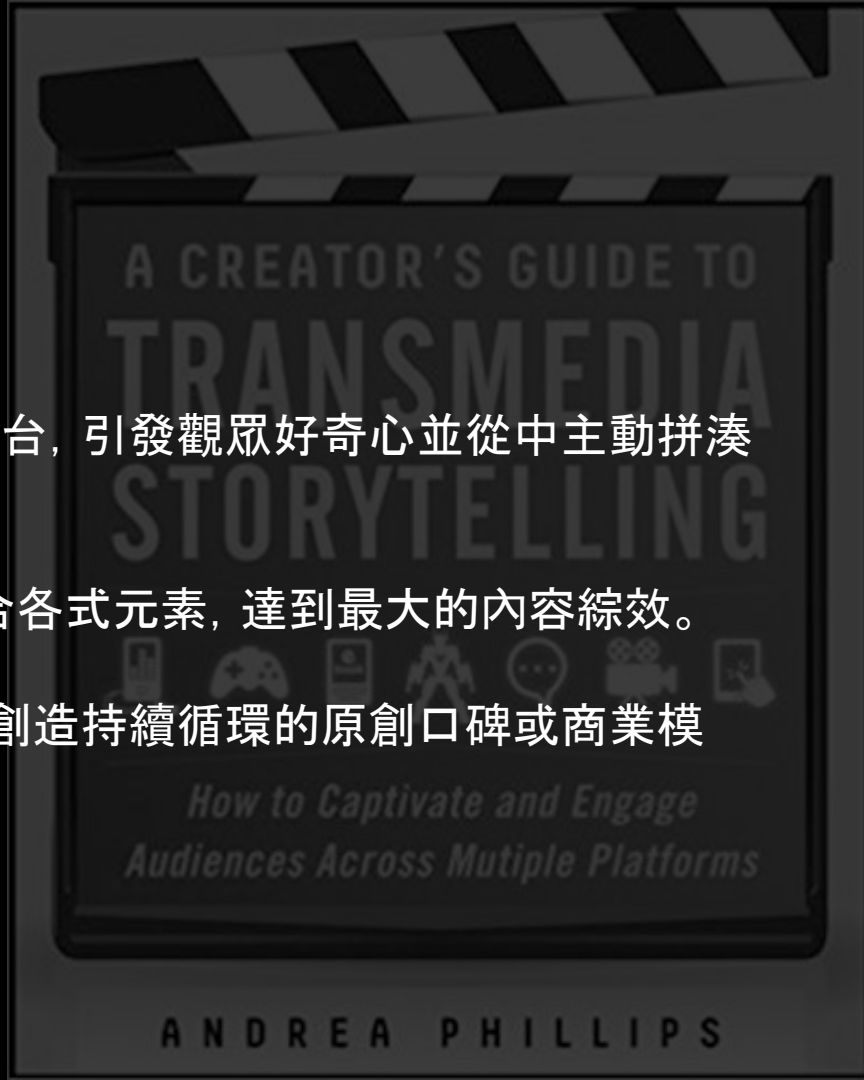 A CREATOR'S GUIDE TO
TRANSMEDIA
台, 引發觀眾好奇心並從中主動拼湊
STORYTELLING
合各式元素, 達到最大的內容綜效。
創造持續循環的原創口碑或商業模
How to Captivate and Engage
Audiences Across Mutiple Platforms
ANDREA PHILLIPS